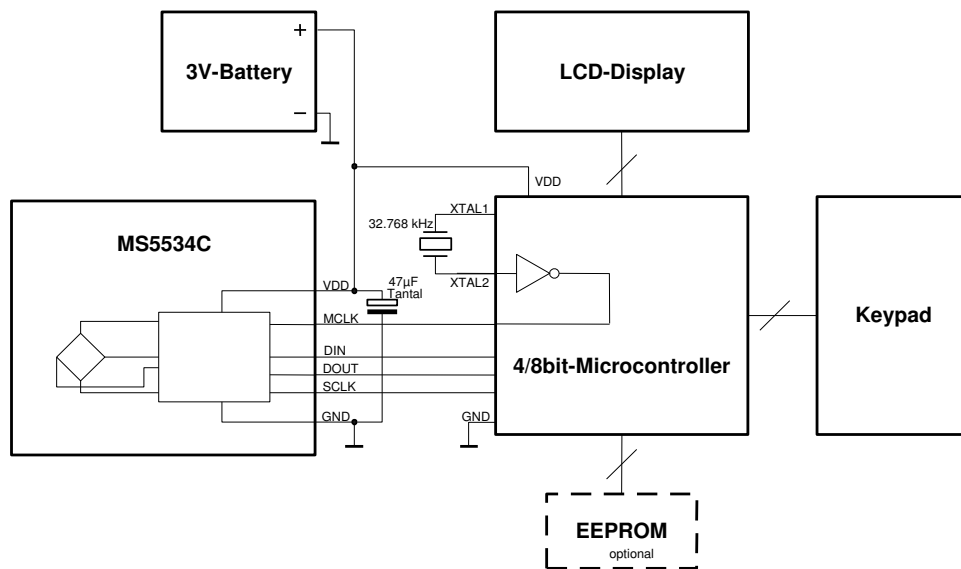 +
3V-Battery
−
LCD-Display
VDD
MS5534C
32.768 kHz
XTAL1
XTAL2
VDD
47µF
Tantal
MCLK
DIN
DOUT
SCLK
GND
GND
4/8bit-Microcontroller
Keypad
EEPROM
optional